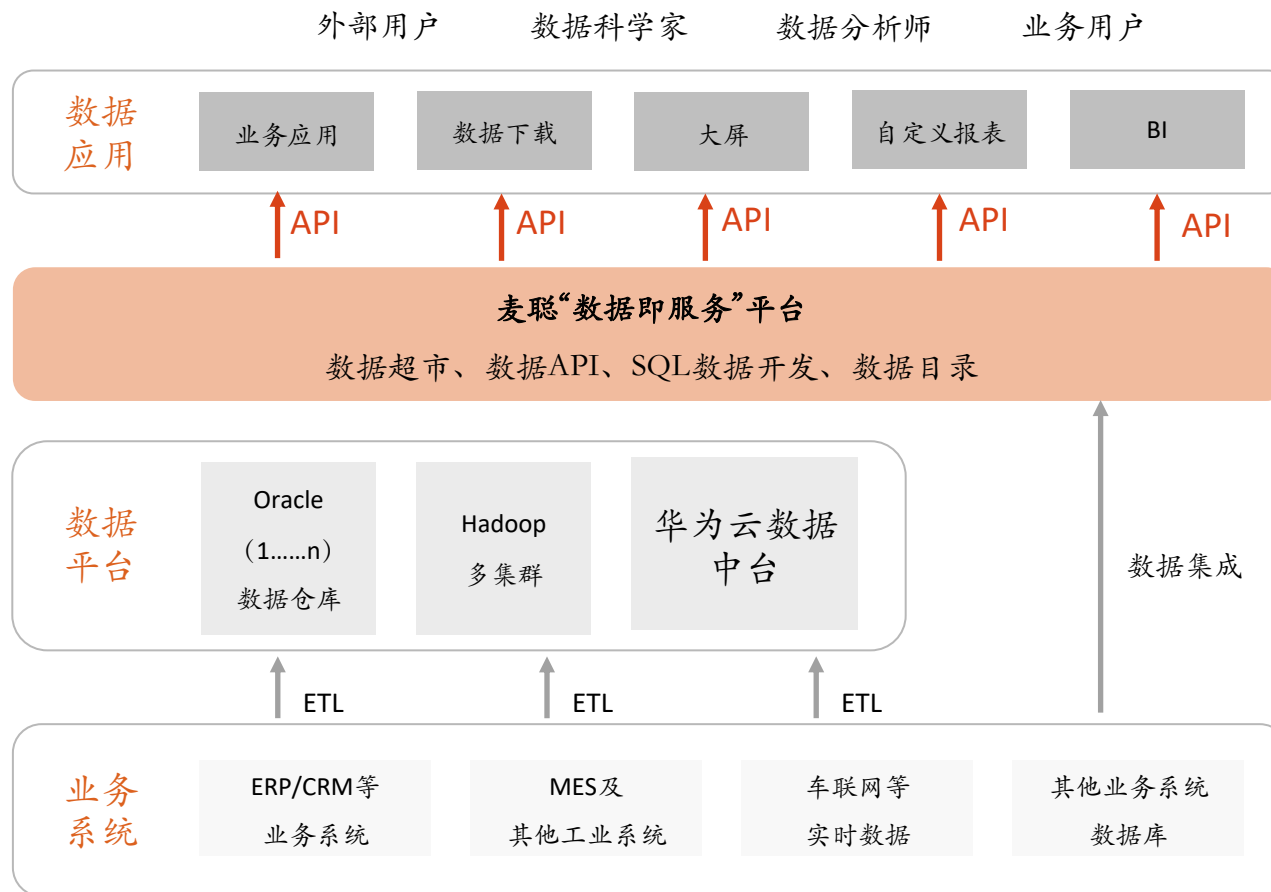 外部用户 数据科学家 数据分析师 业务用户
数据
应用
业务应用 数据下载 大屏 自定义报表 BI
API API API API API
麦聪“数据即服务”平台
数据超市、数据API、SQL数据开发、数据目录
数据
平台
Oracle
（1……n）
数据仓库
Hadoop
多集群
华为云数据
中台
数据集成
ETL ETL ETL
业务
系统
ERP/CRM等
业务系统
MES及
其他工业系统
车联网等
实时数据
其他业务系统
数据库